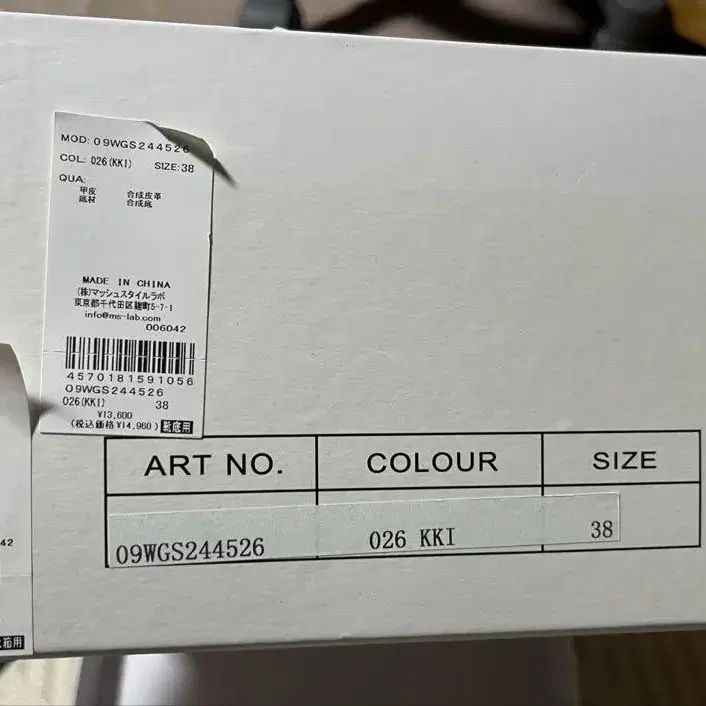 MOD: 09WGS244526
COL: 026(KKI) SIZE:38
QUA:
甲皮 合成皮革
底材 合成底
MADE IN CHINA
(株)マッシュスタイルラボ
東京都千代田区麹町5-7-1
info@ms-lab.com
006042
4570181591056
09WGS244526
026(KKI) 38
¥13,600
(税込価格¥14,960) 靴底用
ART NO. COLOUR SIZE
09WGS244526 026 KKI 38
42
箱用